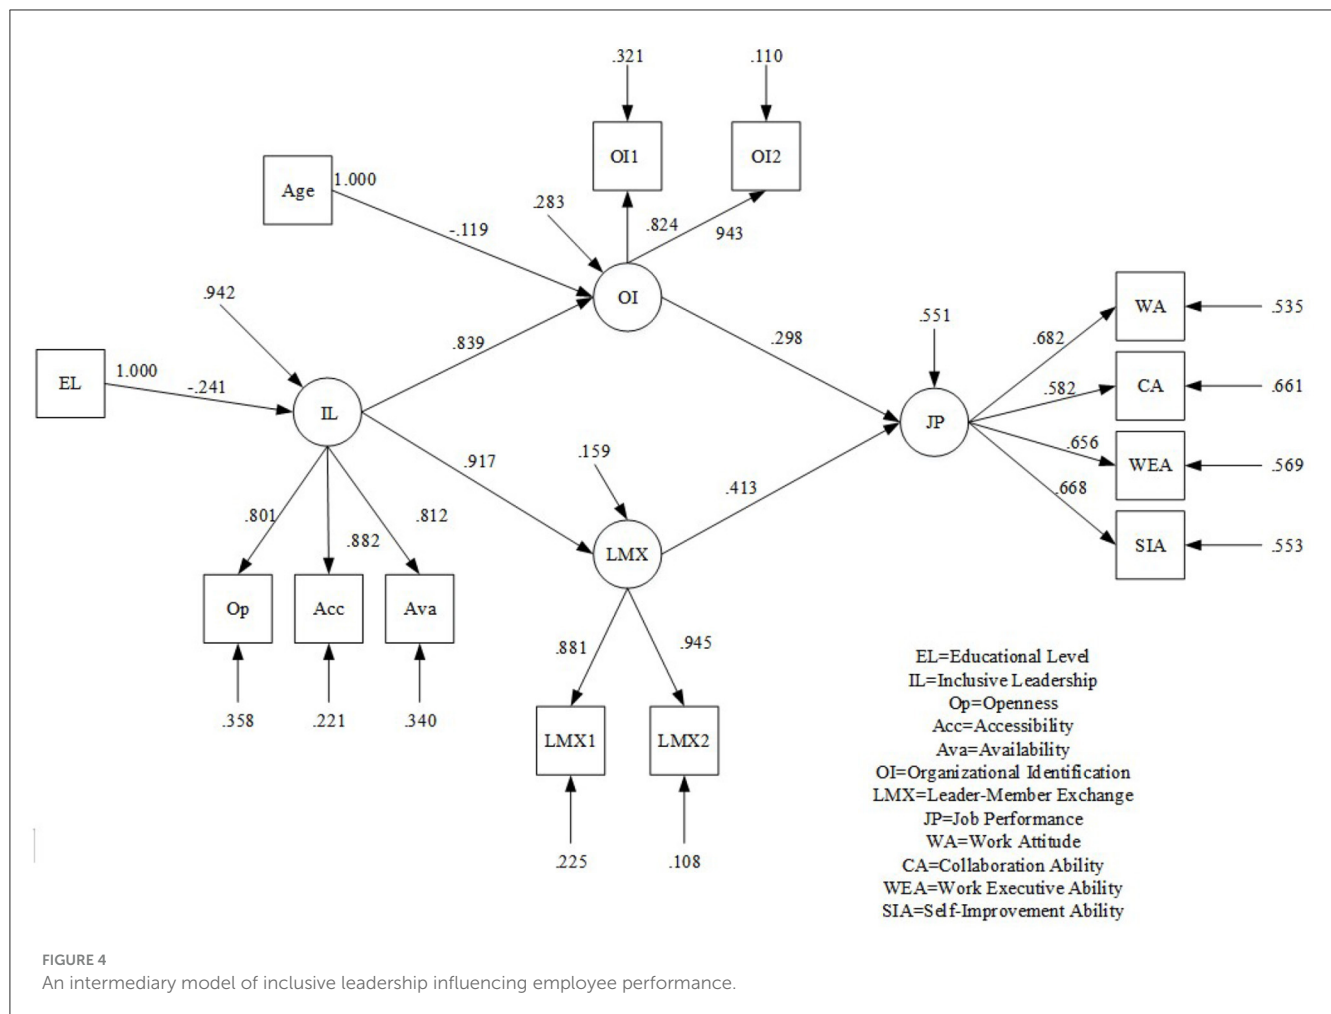 .321
.110
OI1
OI2
Age
1.000
.283
.824
943
-.119
OI
.942
.839
.298
.551
WA
.535
.682
EL
1.000
-.241
IL
.582
CA
.661
JP
.917
.159
.413
.656
WEA
.569
.668
.801
.882
.812
LMX
SIA
.553
Op
Acc
Ava
.881
.945
.358
.221
.340
LMX1
LMX2
.225
.108
EL=Educational Level
IL=Inclusive Leadership
Op=Openness
Acc=Accessibility
Ava=Availability
OI=Organizational Identification
LMX=Leader-Member Exchange
JP=Job Performance
WA=Work Attitude
CA=Collaboration Ability
WEA=Work Executive Ability
SIA=Self-Improvement Ability
FIGURE 4
An intermediary model of inclusive leadership influencing employee performance.